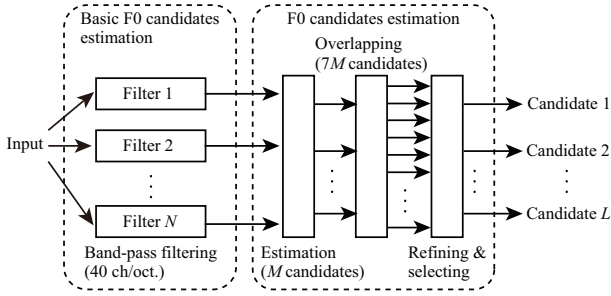 Basic F0 candidates
estimation
F0 candidates estimation
Overlapping
(7M candidates)
Input
Filter 1
Filter 2
Filter N
Candidate 1
Candidate 2
Candidate L
Band-pass filtering
(40 ch/oct.)
Estimation
(M candidates)
Refining &
selecting